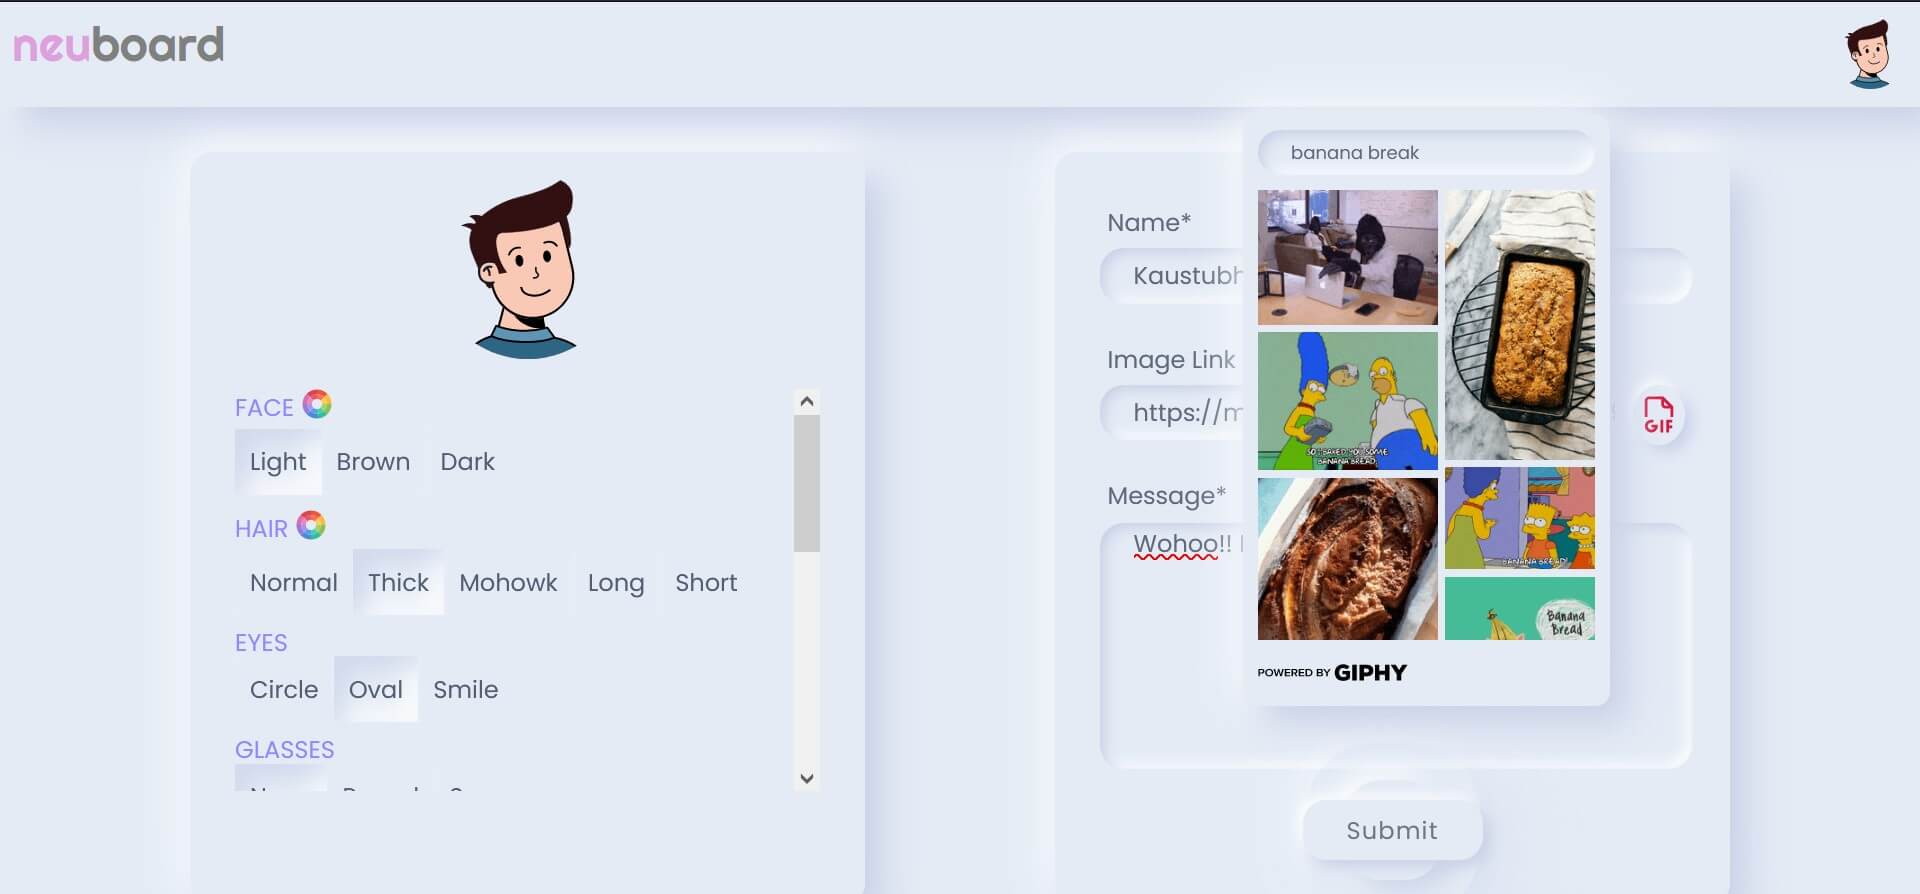 neuboard
FACE
Light Brown Dark
HAIR
Normal Thick Mohowk Long Short
EYES
Circle Oval Smile
GLASSES
Name*
Kaustubh
Image Link
https://m
GIF
Message*
Wohoo!!
banana break
SO I BAKED YOU SOME
BANANA BREAD.
BANANA BREAD!
Banana
Bread
POWERED BY GIPHY
Submit